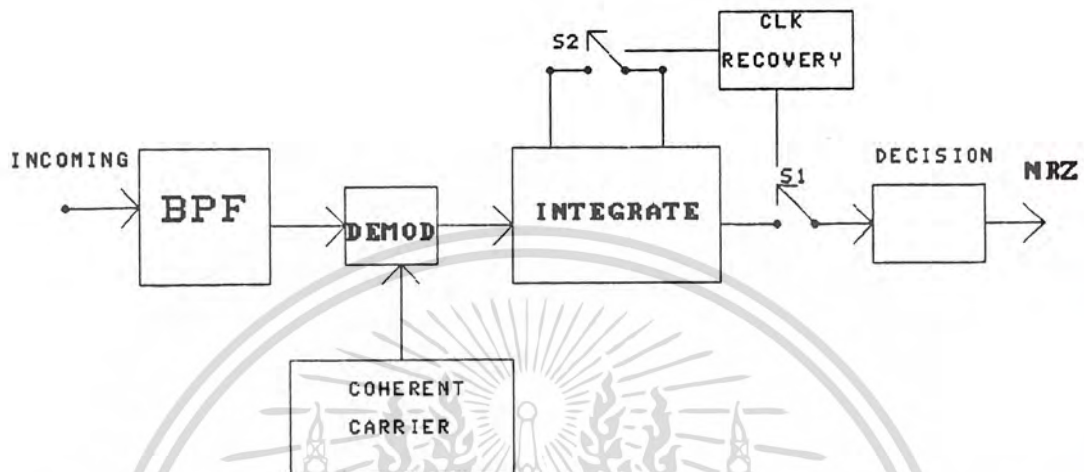 S2
CLK
RECOVERY
INCOMING
BPF
DEMOD
INTEGRATE
S1
DECISION
NRZ
COHERENT
CARRIER